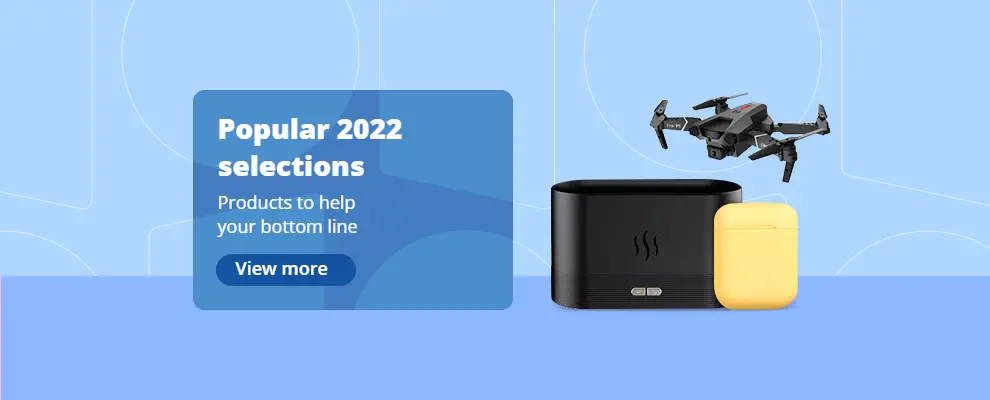 Popular 2022
selections
Products to help
your bottom line
View more